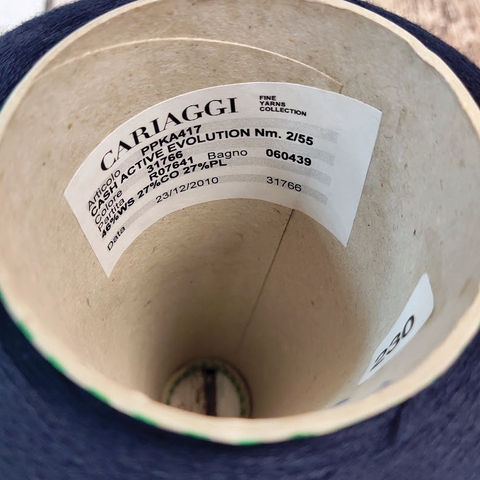 CARIAGGI
FINE
YARNS
COLLECTION
Articolo PPKA417
CASH ACTIVE EVOLUTION Nm. 2/55
Colore 31766
Partita R07641 Bagno 060439
46%WS 27%CO 27%PL
Data 23/12/2010 31766
230